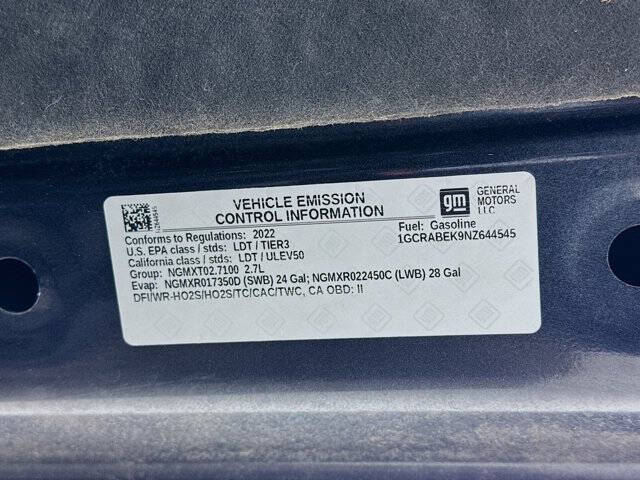 VEHICLE EMISSION
CONTROL INFORMATION
gm
GENERAL
MOTORS
LLC
Conforms to Regulations: 2022
Fuel: Gasoline
U.S. EPA class / stds: LDT / TIER3
1GCRABEK9NZ644545
California class / stds: LDT / ULEV50
Group: NGMXT02.7100 2.7L
Evap: NGMXR017350D (SWB) 24 Gal; NGMXR022450C (LWB) 28 Gal
DFI/WR-HO2S/HO2S/TC/CAC/TWC, CA OBD: II